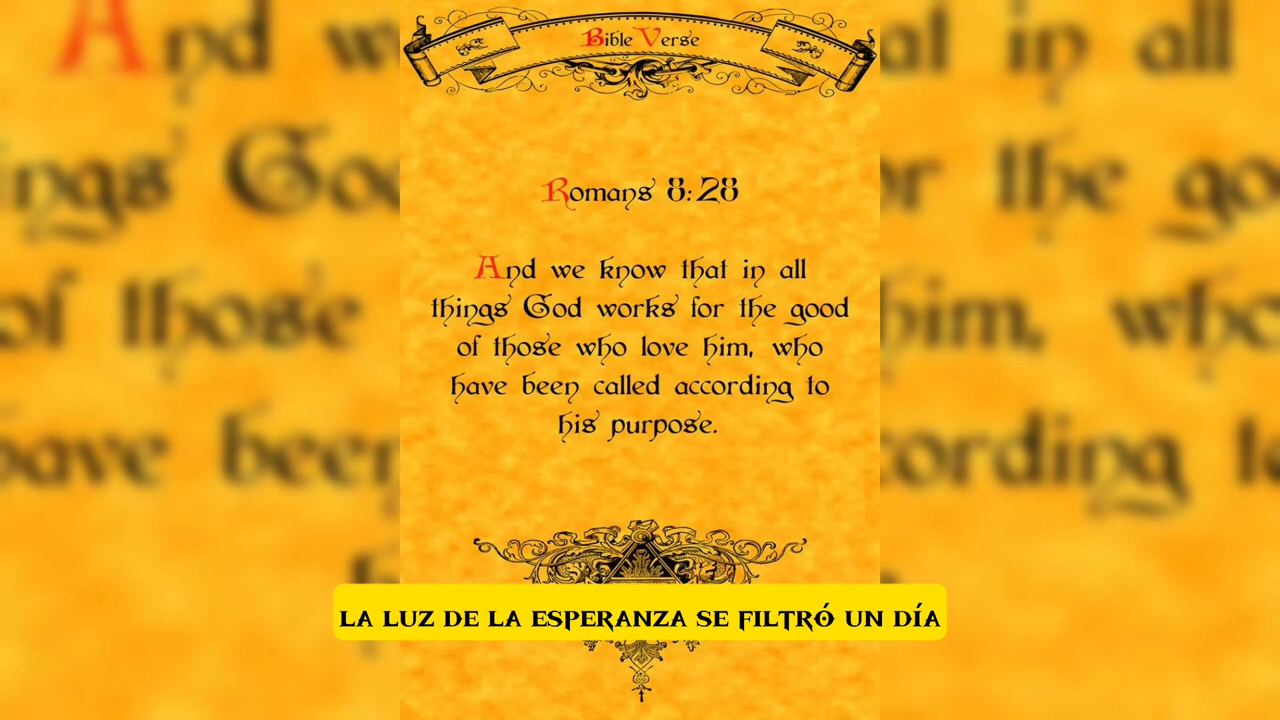 Bible Verse
Romans 8:28
And we know that in all
things God works for the good
of those who love him, who
have been called according to
his purpose.
LA LUZ DE LA ESPERANZA SE FILTRÓ UN DÍA